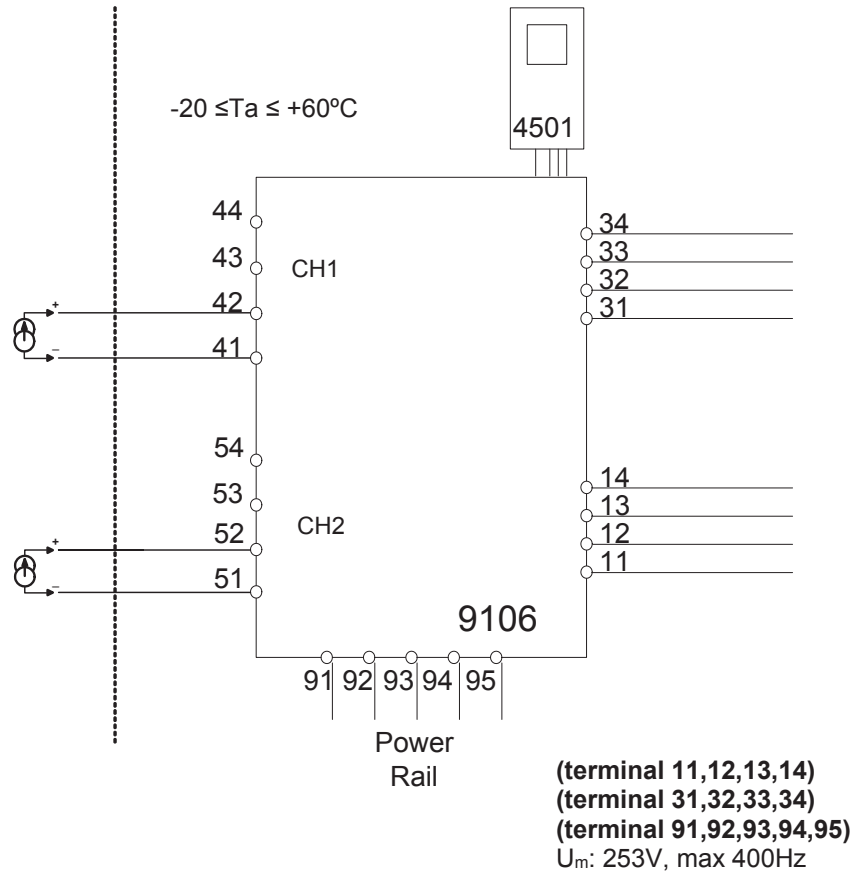 -20 ≤Ta ≤ +60ºC
4501
44
43
CH1
42
+
41
–
34
33
32
31
54
53
CH2
52
+
51
–
14
13
12
11
9106
91 92 93 94 95
Power
Rail
(terminal 11,12,13,14)
(terminal 31,32,33,34)
(terminal 91,92,93,94,95)
Um: 253V, max 400Hz